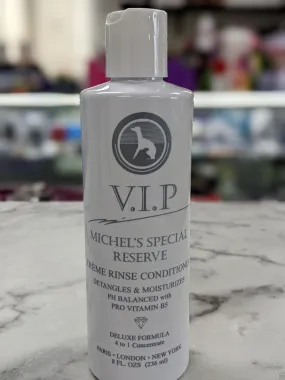 V.I.P
MICHEL'S SPECIAL
RESERVE
CRÈME RINSE CONDITIONER
DETANGLES & MOISTURIZES
PH BALANCED with
PRO VITAMIN B5
DELUXE FORMULA
4 to 1 Concentrate
PARIS • LONDON • NEW YORK
8 FL. OZS (236 ml)